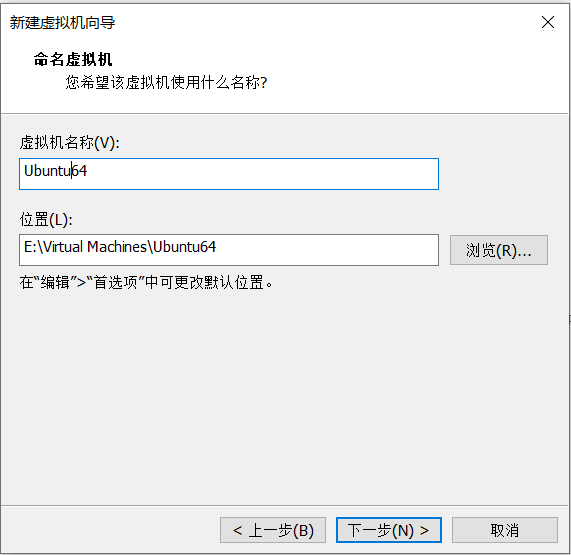 新建虚拟机向导
命名虚拟机
您希望该虚拟机使用什么名称?
虚拟机名称(V):
Ubuntu64
位置(L):
E:\Virtual Machines\Ubuntu64
浏览(R)...
在“编辑”>“首选项”中可更改默认位置。
< 上一步(B)
下一步(N) >
取消